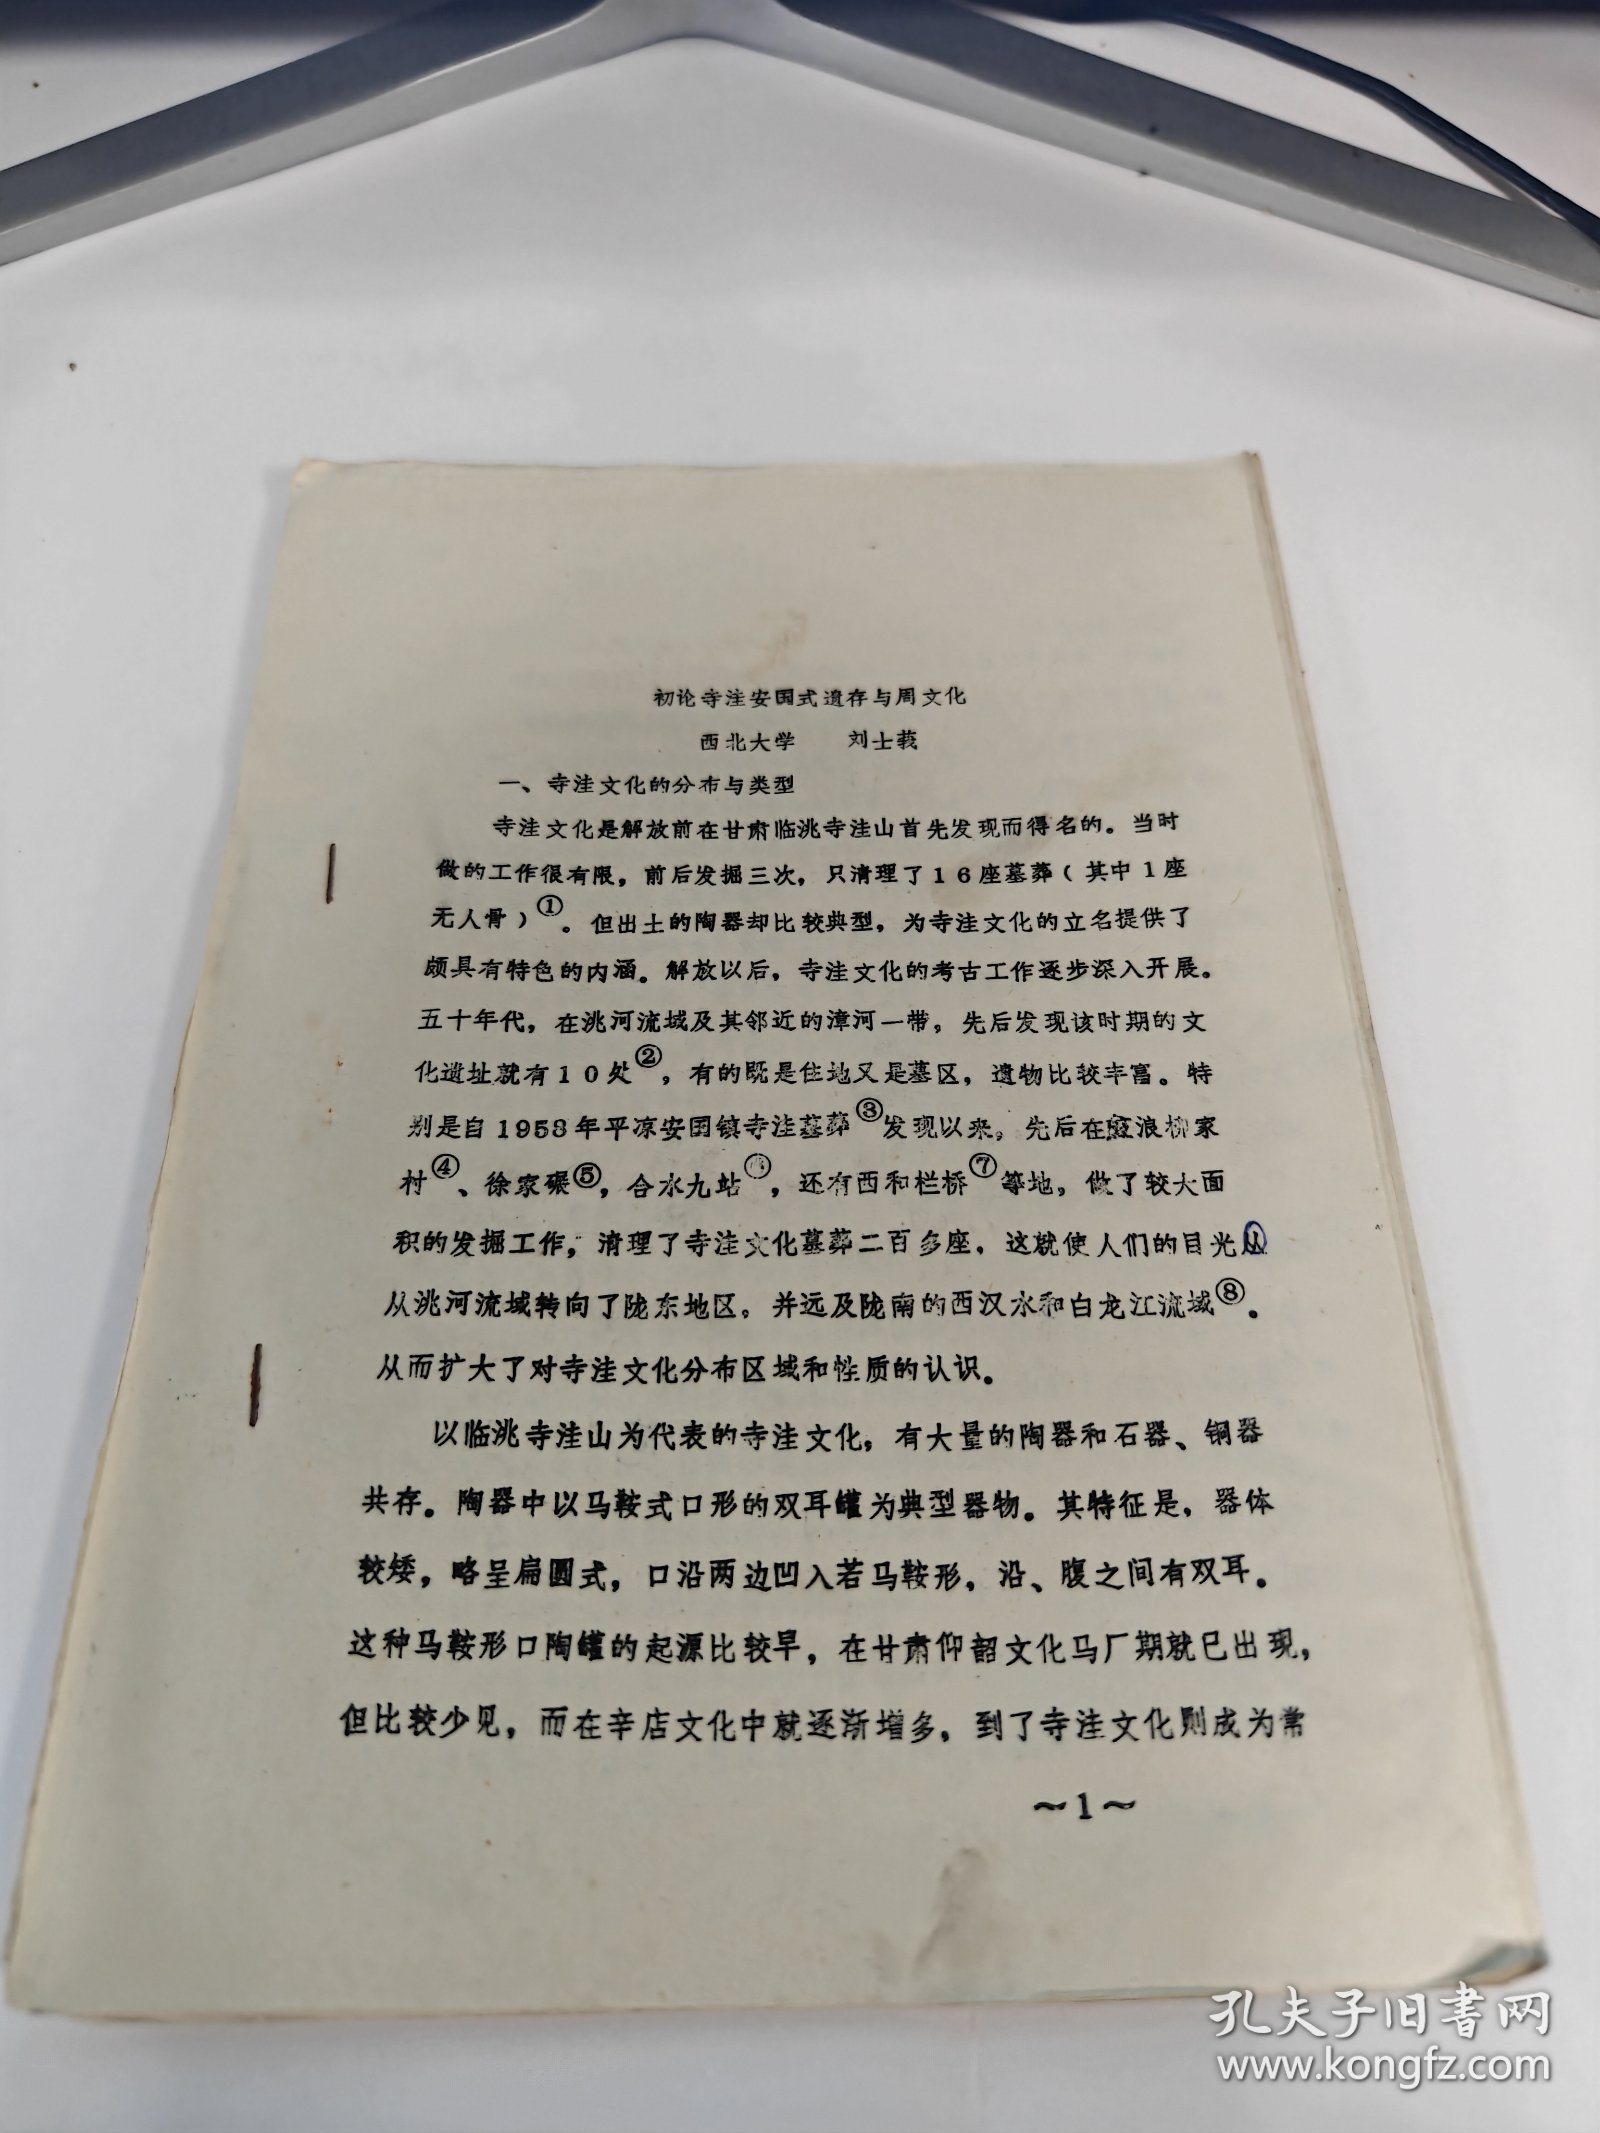 初论寺洼安国式遗存与周文化
西北大学　　刘士莪
一、寺洼文化的分布与类型
寺洼文化是解放前在甘肃临洮寺洼山首先发现而得名的。当时
做的工作很有限，前后发掘三次，只清理了16座墓葬（其中1座
无人骨）①。但出土的陶器却比较典型，为寺洼文化的立名提供了
颇具有特色的内涵。解放以后，寺洼文化的考古工作逐步深入开展。
五十年代，在洮河流域及其邻近的漳河一带，先后发现该时期的文
化遗址就有10处②，有的既是住地又是墓区，遗物比较丰富。特
别是自1958年平凉安国镇寺洼墓葬③发现以来，先后在浪柳家
村④、徐家碾⑤，合水九站，还有西和栏桥⑦等地，做了较大面
积的发掘工作，清理了寺洼文化墓葬二百多座，这就使人们的目光从
从洮河流域转向了陇东地区，并远及陇南的西汉水和白龙江流域⑧。
从而扩大了对寺洼文化分布区域和性质的认识。
以临洮寺洼山为代表的寺洼文化，有大量的陶器和石器、铜器
共存。陶器中以马鞍式口形的双耳罐为典型器物。其特征是，器体
较矮，略呈扁圆式，口沿两边凹入若马鞍形，沿、腹之间有双耳。
这种马鞍形口陶罐的起源比较早，在甘肃仰韶文化马厂期就已出现，
但比较少见，而在辛店文化中就逐渐增多，到了寺洼文化则成为常
～1～
孔夫子旧书网
www.kongfz.com